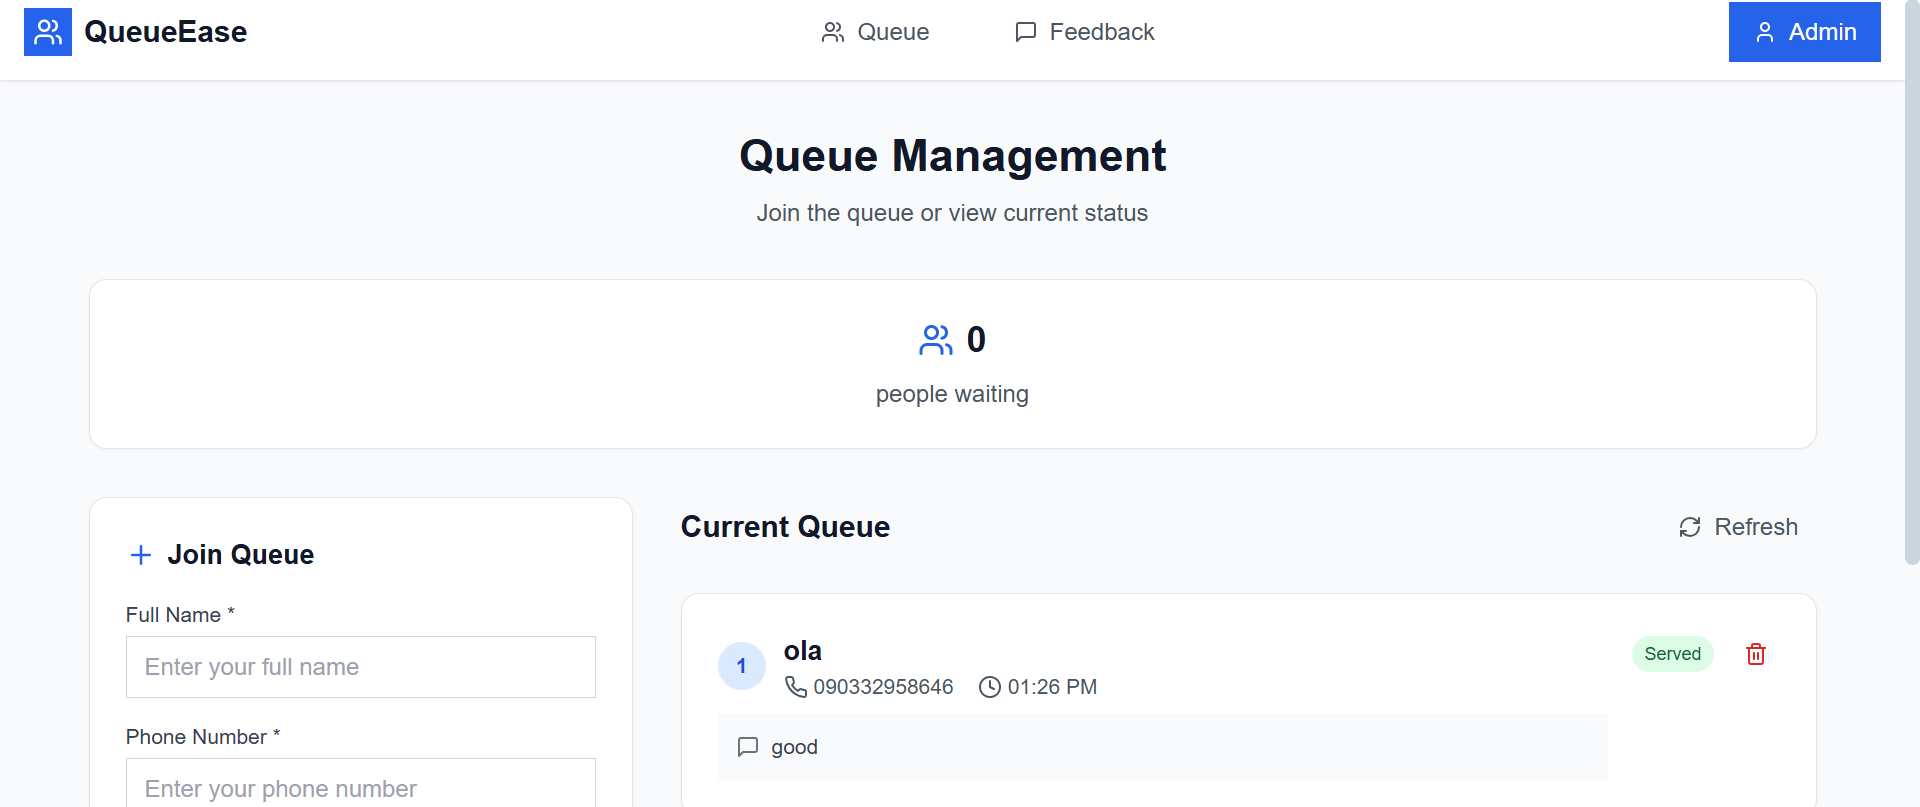 QueueEase
Queue
Feedback
Admin
Queue Management
Join the queue or view current status
0
people waiting
Join Queue
Full Name *
Enter your full name
Phone Number *
Enter your phone number
Current Queue
Refresh
1
ola
Served
090332958646
01:26 PM
good